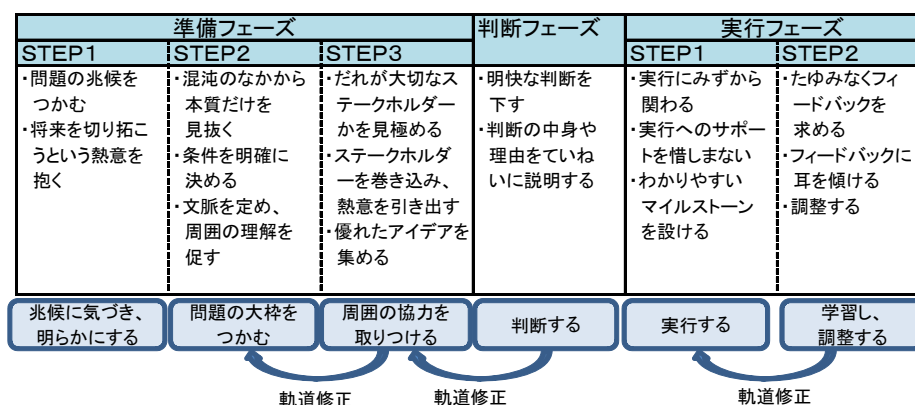 準備フェーズ
判断フェーズ
実行フェーズ
STEP1
STEP2
STEP3
STEP1
STEP2
・問題の兆候を
つかむ
・将来を切り拓こ
うという熱意を
抱く
・混沌のなかから
本質だけを
見抜く
・条件を明確に
決める
・文脈を定め、
周囲の理解を
促す
・だれが大切なス
テークホルダー
かを見極める
・ステークホルダ
ーを巻き込み、
熱意を引き出す
・優れたアイデアを
集める
・明快な判断を
下す
・判断の中身や
理由をていね
いに説明する
・実行にみずから
関わる
・実行へのサポー
トを惜しまない
・わかりやすい
マイルストーン
を設ける
・たゆみなくフィ
ードバックを
求める
・フィードバックに
耳を傾ける
・調整する
兆候に気づき、
明らかにする
問題の大枠を
つかむ
周囲の協力を
取りつける
判断する
実行する
学習し、
調整する
軌道修正
軌道修正
軌道修正